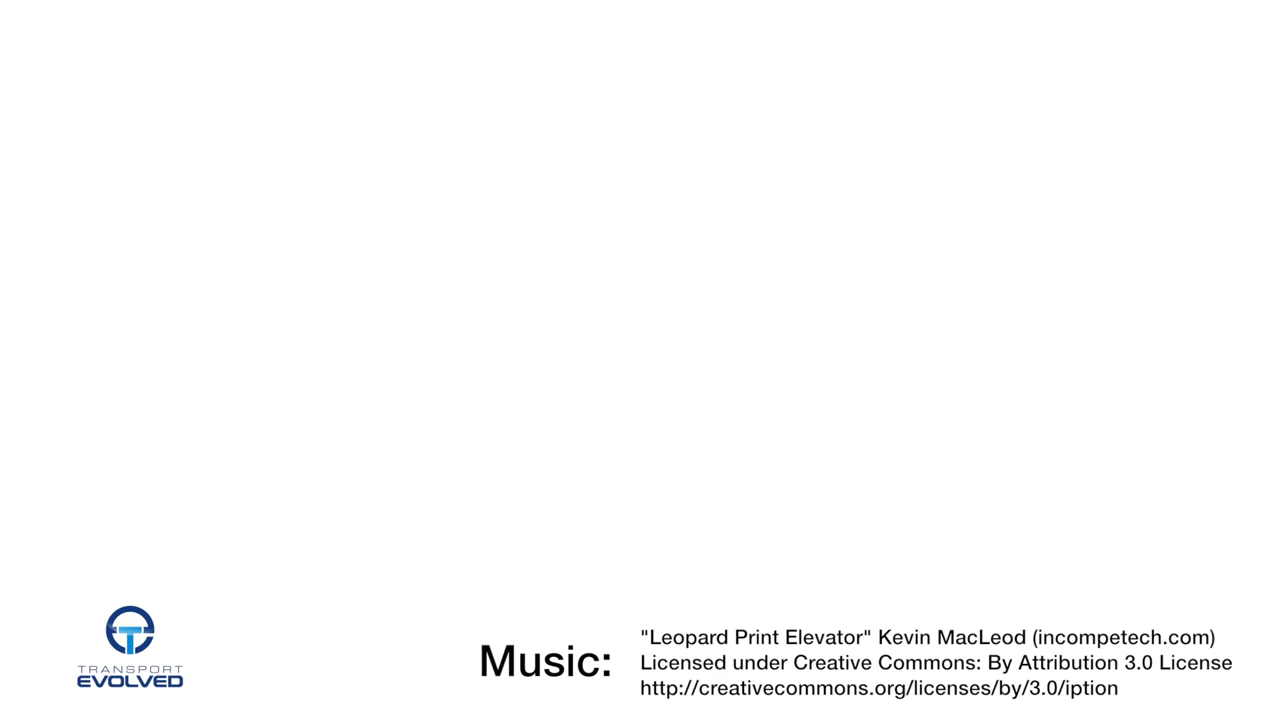 TRANSPORT
EVOLVED
Music:
"Leopard Print Elevator" Kevin MacLeod (incompetech.com)
Licensed under Creative Commons: By Attribution 3.0 License
http://creativecommons.org/licenses/by/3.0/iption